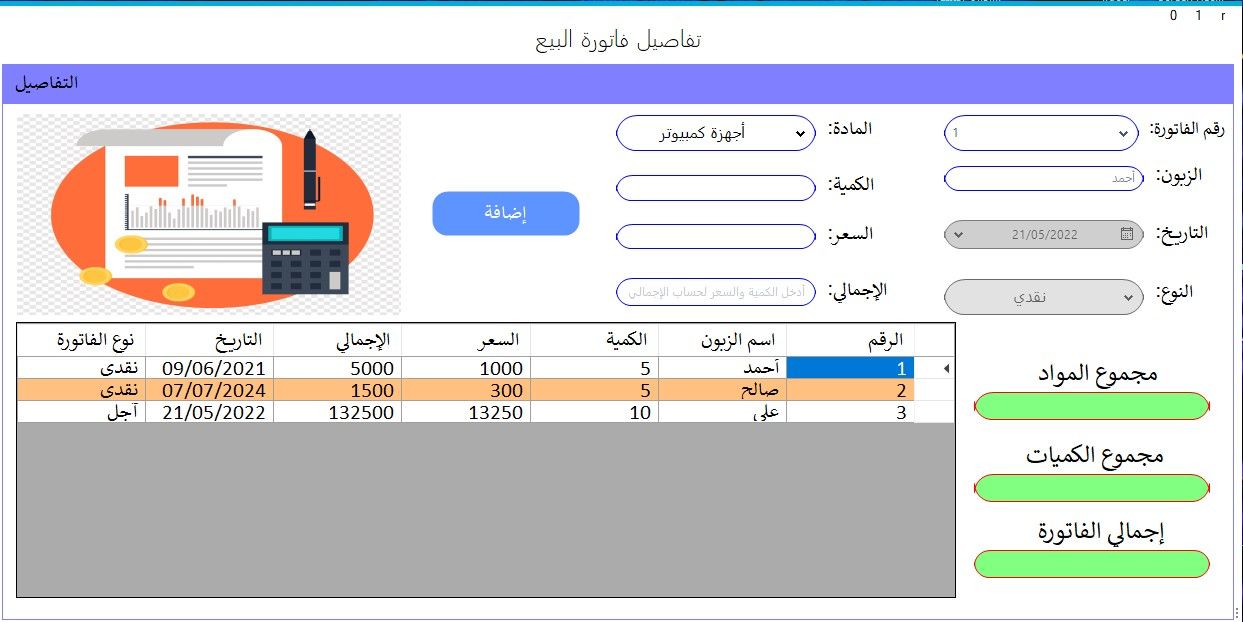 0 1 r
تفاصيل فاتورة البيع
التفاصيل
رقم الفاتورة: 1
المادة: أجهزة كمبيوتر
الزبون: أحمد
الكمية:
إضافة
التاريخ: 21/05/2022
السعر:
النوع: نقدي
الإجمالي: أدخل الكمية والسعر لحساب الإجمالي
الرقم اسم الزبون الكمية السعر الإجمالي التاريخ نوع الفاتورة
1 أحمد 5 1000 5000 09/06/2021 نقدي
2 صالح 5 300 1500 07/07/2024 نقدي
3 علي 10 13250 132500 21/05/2022 آجل
مجموع المواد
مجموع الكميات
إجمالي الفاتورة